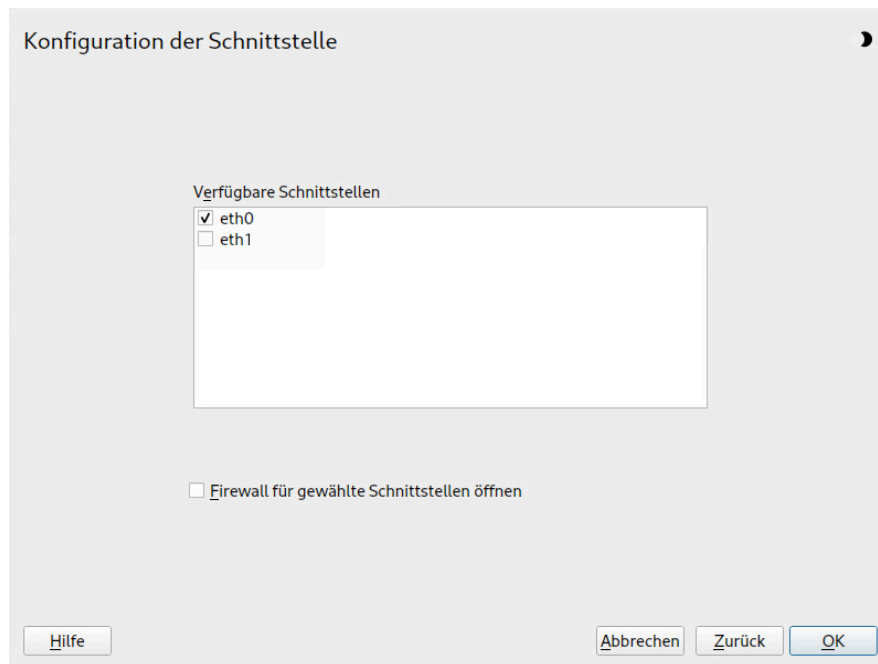 Konfiguration der Schnittstelle
Verfügbare Schnittstellen
eth0
eth1
Firewall für gewählte Schnittstellen öffnen
Hilfe
Abbrechen
Zurück
OK